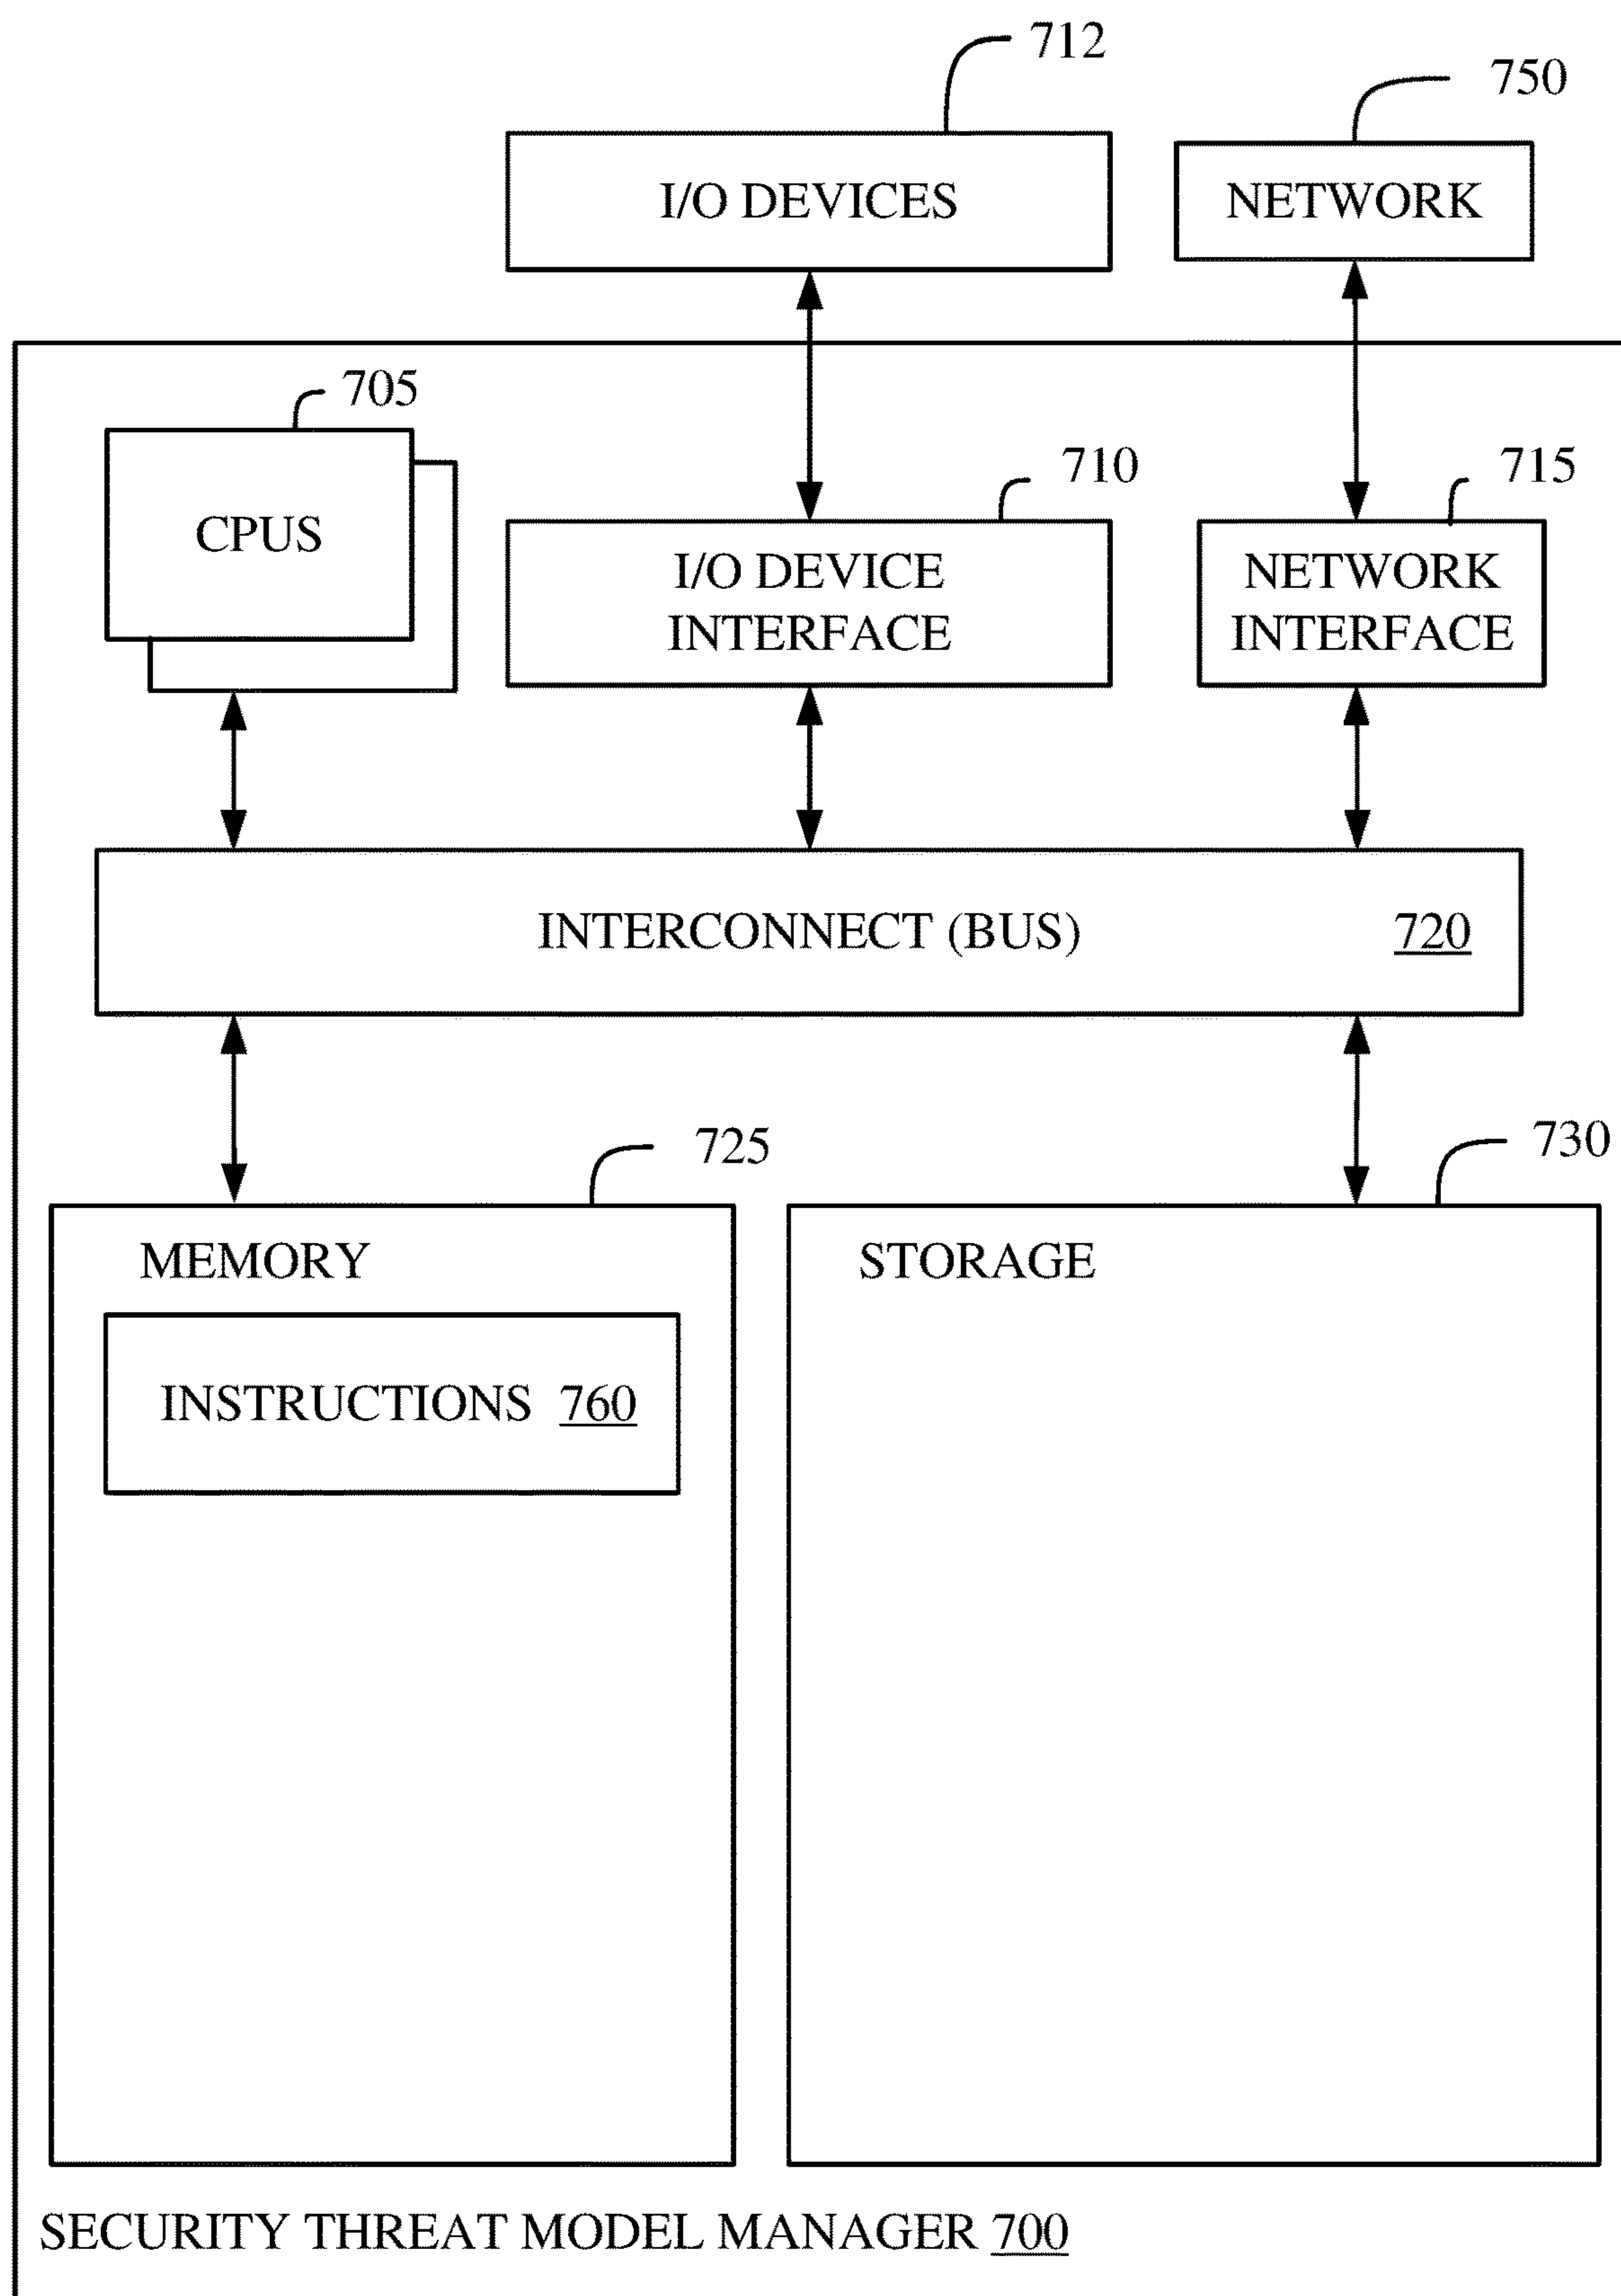 712
750
I/O DEVICES
NETWORK
705
710
715
CPUS
I/O DEVICE
INTERFACE
NETWORK
INTERFACE
INTERCONNECT (BUS) 720
725
730
MEMORY
STORAGE
INSTRUCTIONS 760
SECURITY THREAT MODEL MANAGER 700